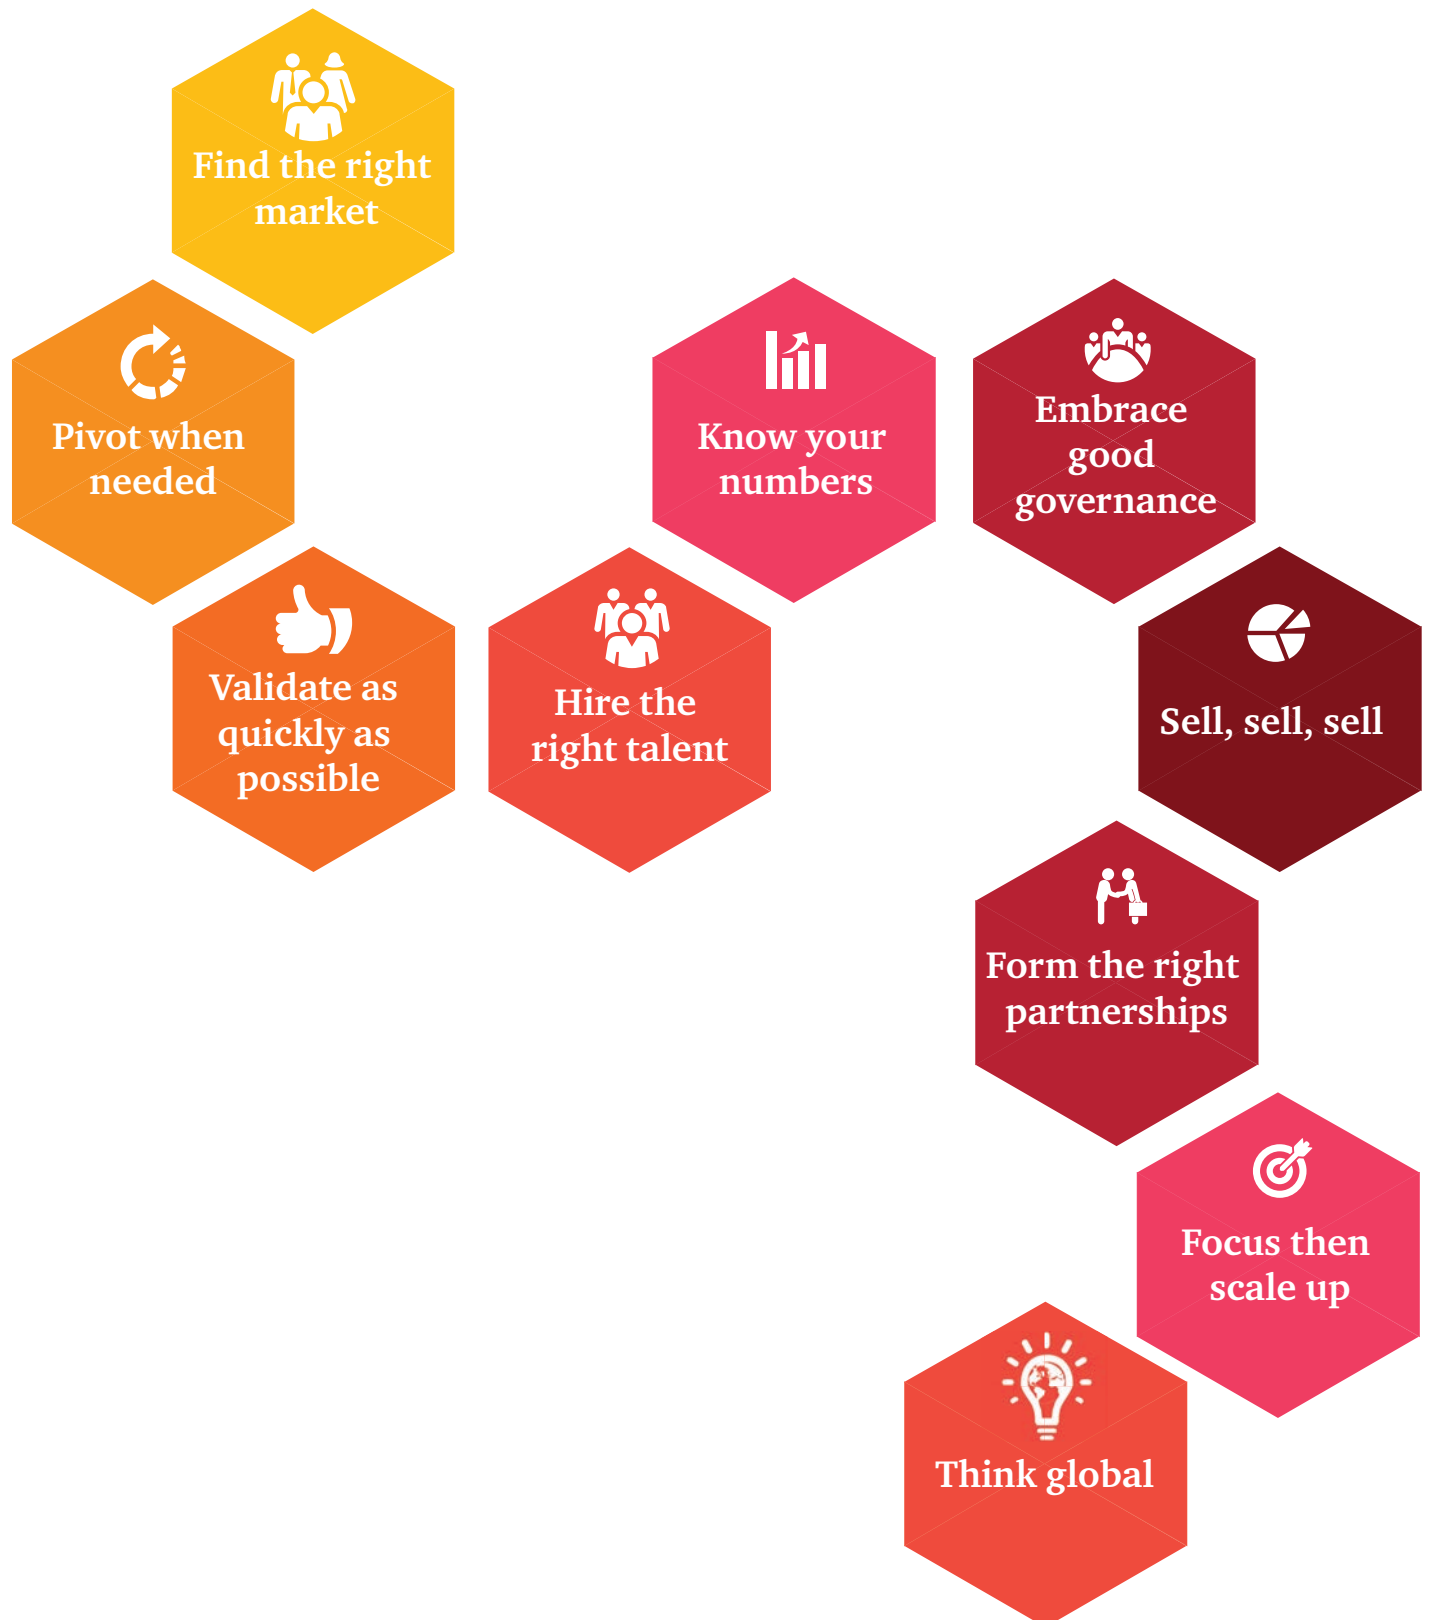 Find the right
market
Pivot when
needed
Validate as
quickly as
possible
Hire the
right talent
Know your
numbers
Embrace
good
governance
Sell, sell, sell
Form the right
partnerships
Focus then
scale up
Think global